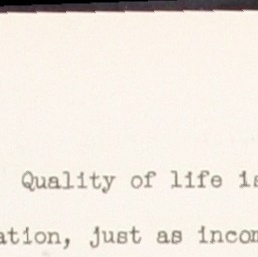 Quality of life is
ation, just as incom